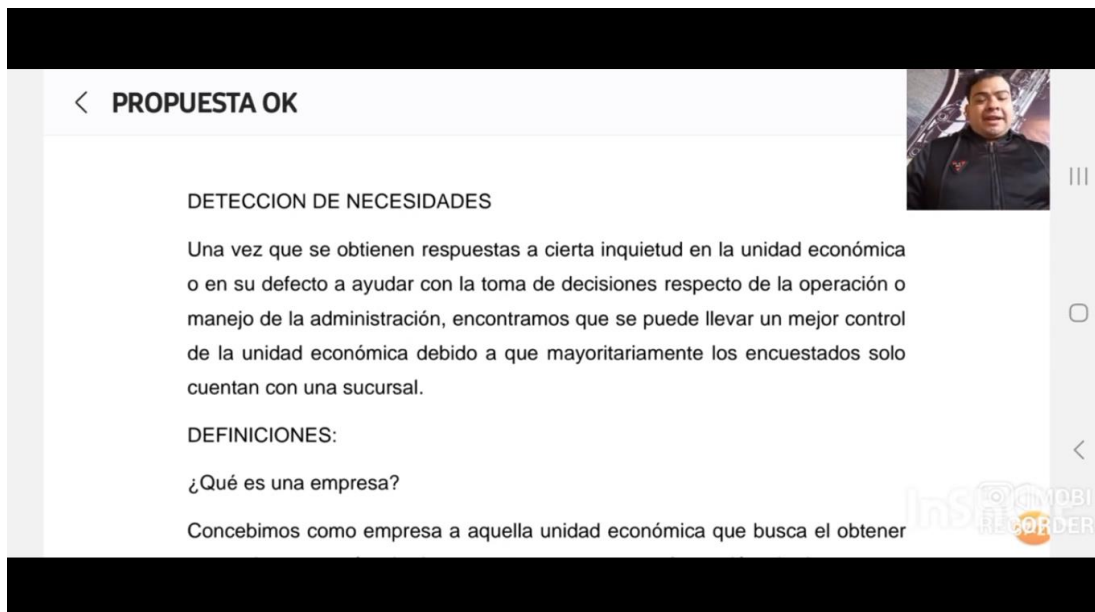 PROPUESTA OK
DETECCION DE NECESIDADES
Una vez que se obtienen respuestas a cierta inquietud en la unidad económica
o en su defecto a ayudar con la toma de decisiones respecto de la operación o
manejo de la administración, encontramos que se puede llevar un mejor control
de la unidad económica debido a que mayoritariamente los encuestados solo
cuentan con una sucursal.
DEFINICIONES:
¿Qué es una empresa?
Concebimos como empresa a aquella unidad económica que busca el obtener
MOBI
RECORDER